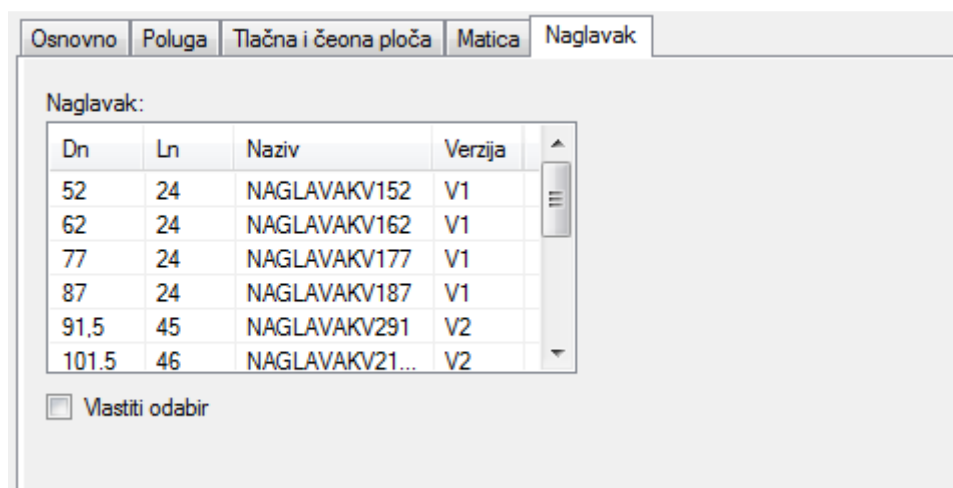 Osnovno Poluga Tlačna i čeona ploča Matica Naglavak
Naglavak:
Dn Ln Naziv Verzija
52 24 NAGLAVAKV152 V1
62 24 NAGLAVAKV162 V1
77 24 NAGLAVAKV177 V1
87 24 NAGLAVAKV187 V1
91,5 45 NAGLAVAKV291 V2
101.5 46 NAGLAVAKV21... V2
Vlastiti odabir